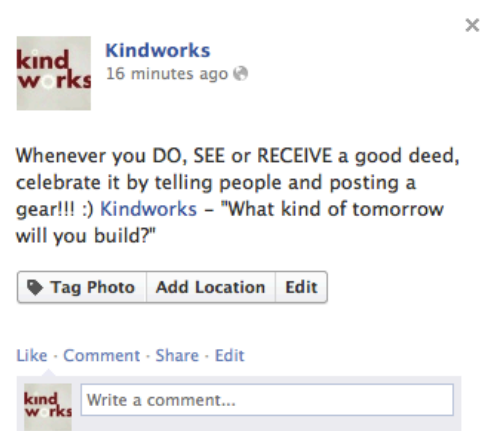 kind
works
Kindworks
16 minutes ago
Whenever you DO, SEE or RECEIVE a good deed,
celebrate it by telling people and posting a
gear!!! :) Kindworks – "What kind of tomorrow
will you build?"
Tag Photo Add Location Edit
Like · Comment · Share · Edit
kind
works
Write a comment...